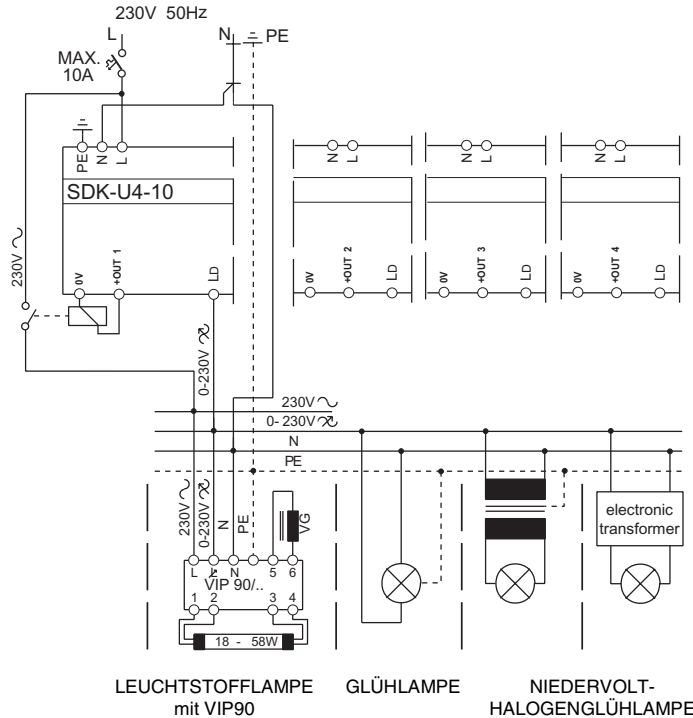 230V 50Hz
L
N
PE
MAX.
10A
PE
N
L
N
L
N
L
N
L
SDK-U4-10
230V
0V
+OUT 1
LD
0V
+OUT 2
LD
0V
+OUT 3
LD
0V
+OUT 4
LD
0-230V
230V
0- 230V
N
PE
230V
0-230V
N
PE
VG
electronic
transformer
L
L
N
5
6
VIP 90/..
1
2
3
4
18 - 58W
LEUCHTSTOFFLAMPE
mit VIP90
GLÜHLAMPE
NIEDERVOLT-
HALOGENGLÜHLAMPE